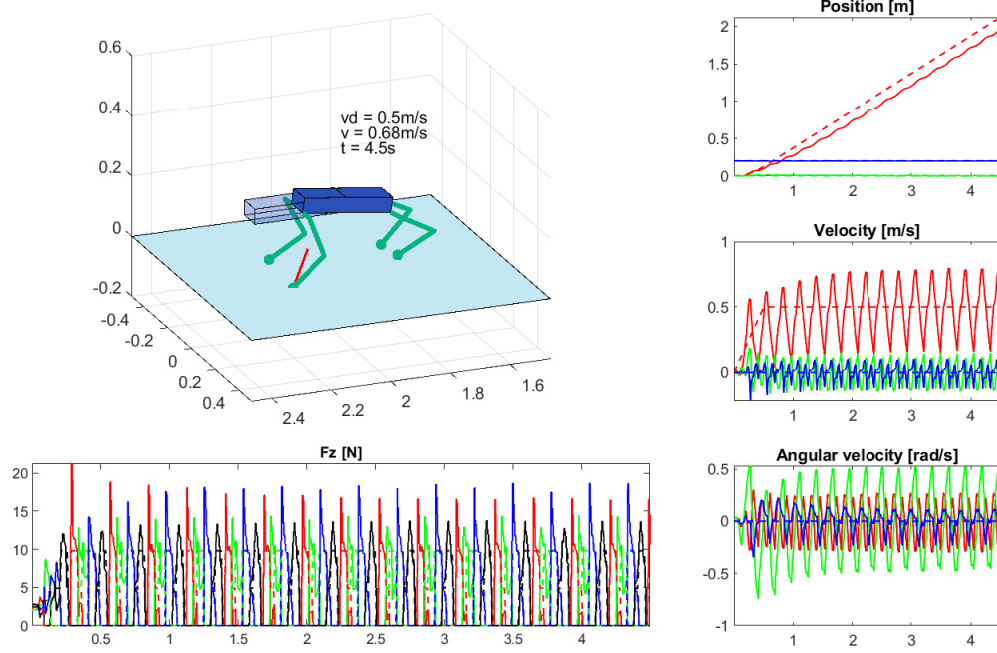 0.6
0.4
0.2
0
-0.2
-0.4
-0.2
0
0.2
0.4
2.4
2.2
2
1.8
1.6
vd = 0.5m/s
v = 0.68m/s
t = 4.5s
Position [m]
2
1.5
1
0.5
0
1 2 3 4
Velocity [m/s]
1
0.5
0
1 2 3 4
Fz [N]
20
15
10
5
0
0.5 1 1.5 2 2.5 3 3.5 4
Angular velocity [rad/s]
0.5
0
-0.5
-1
1 2 3 4